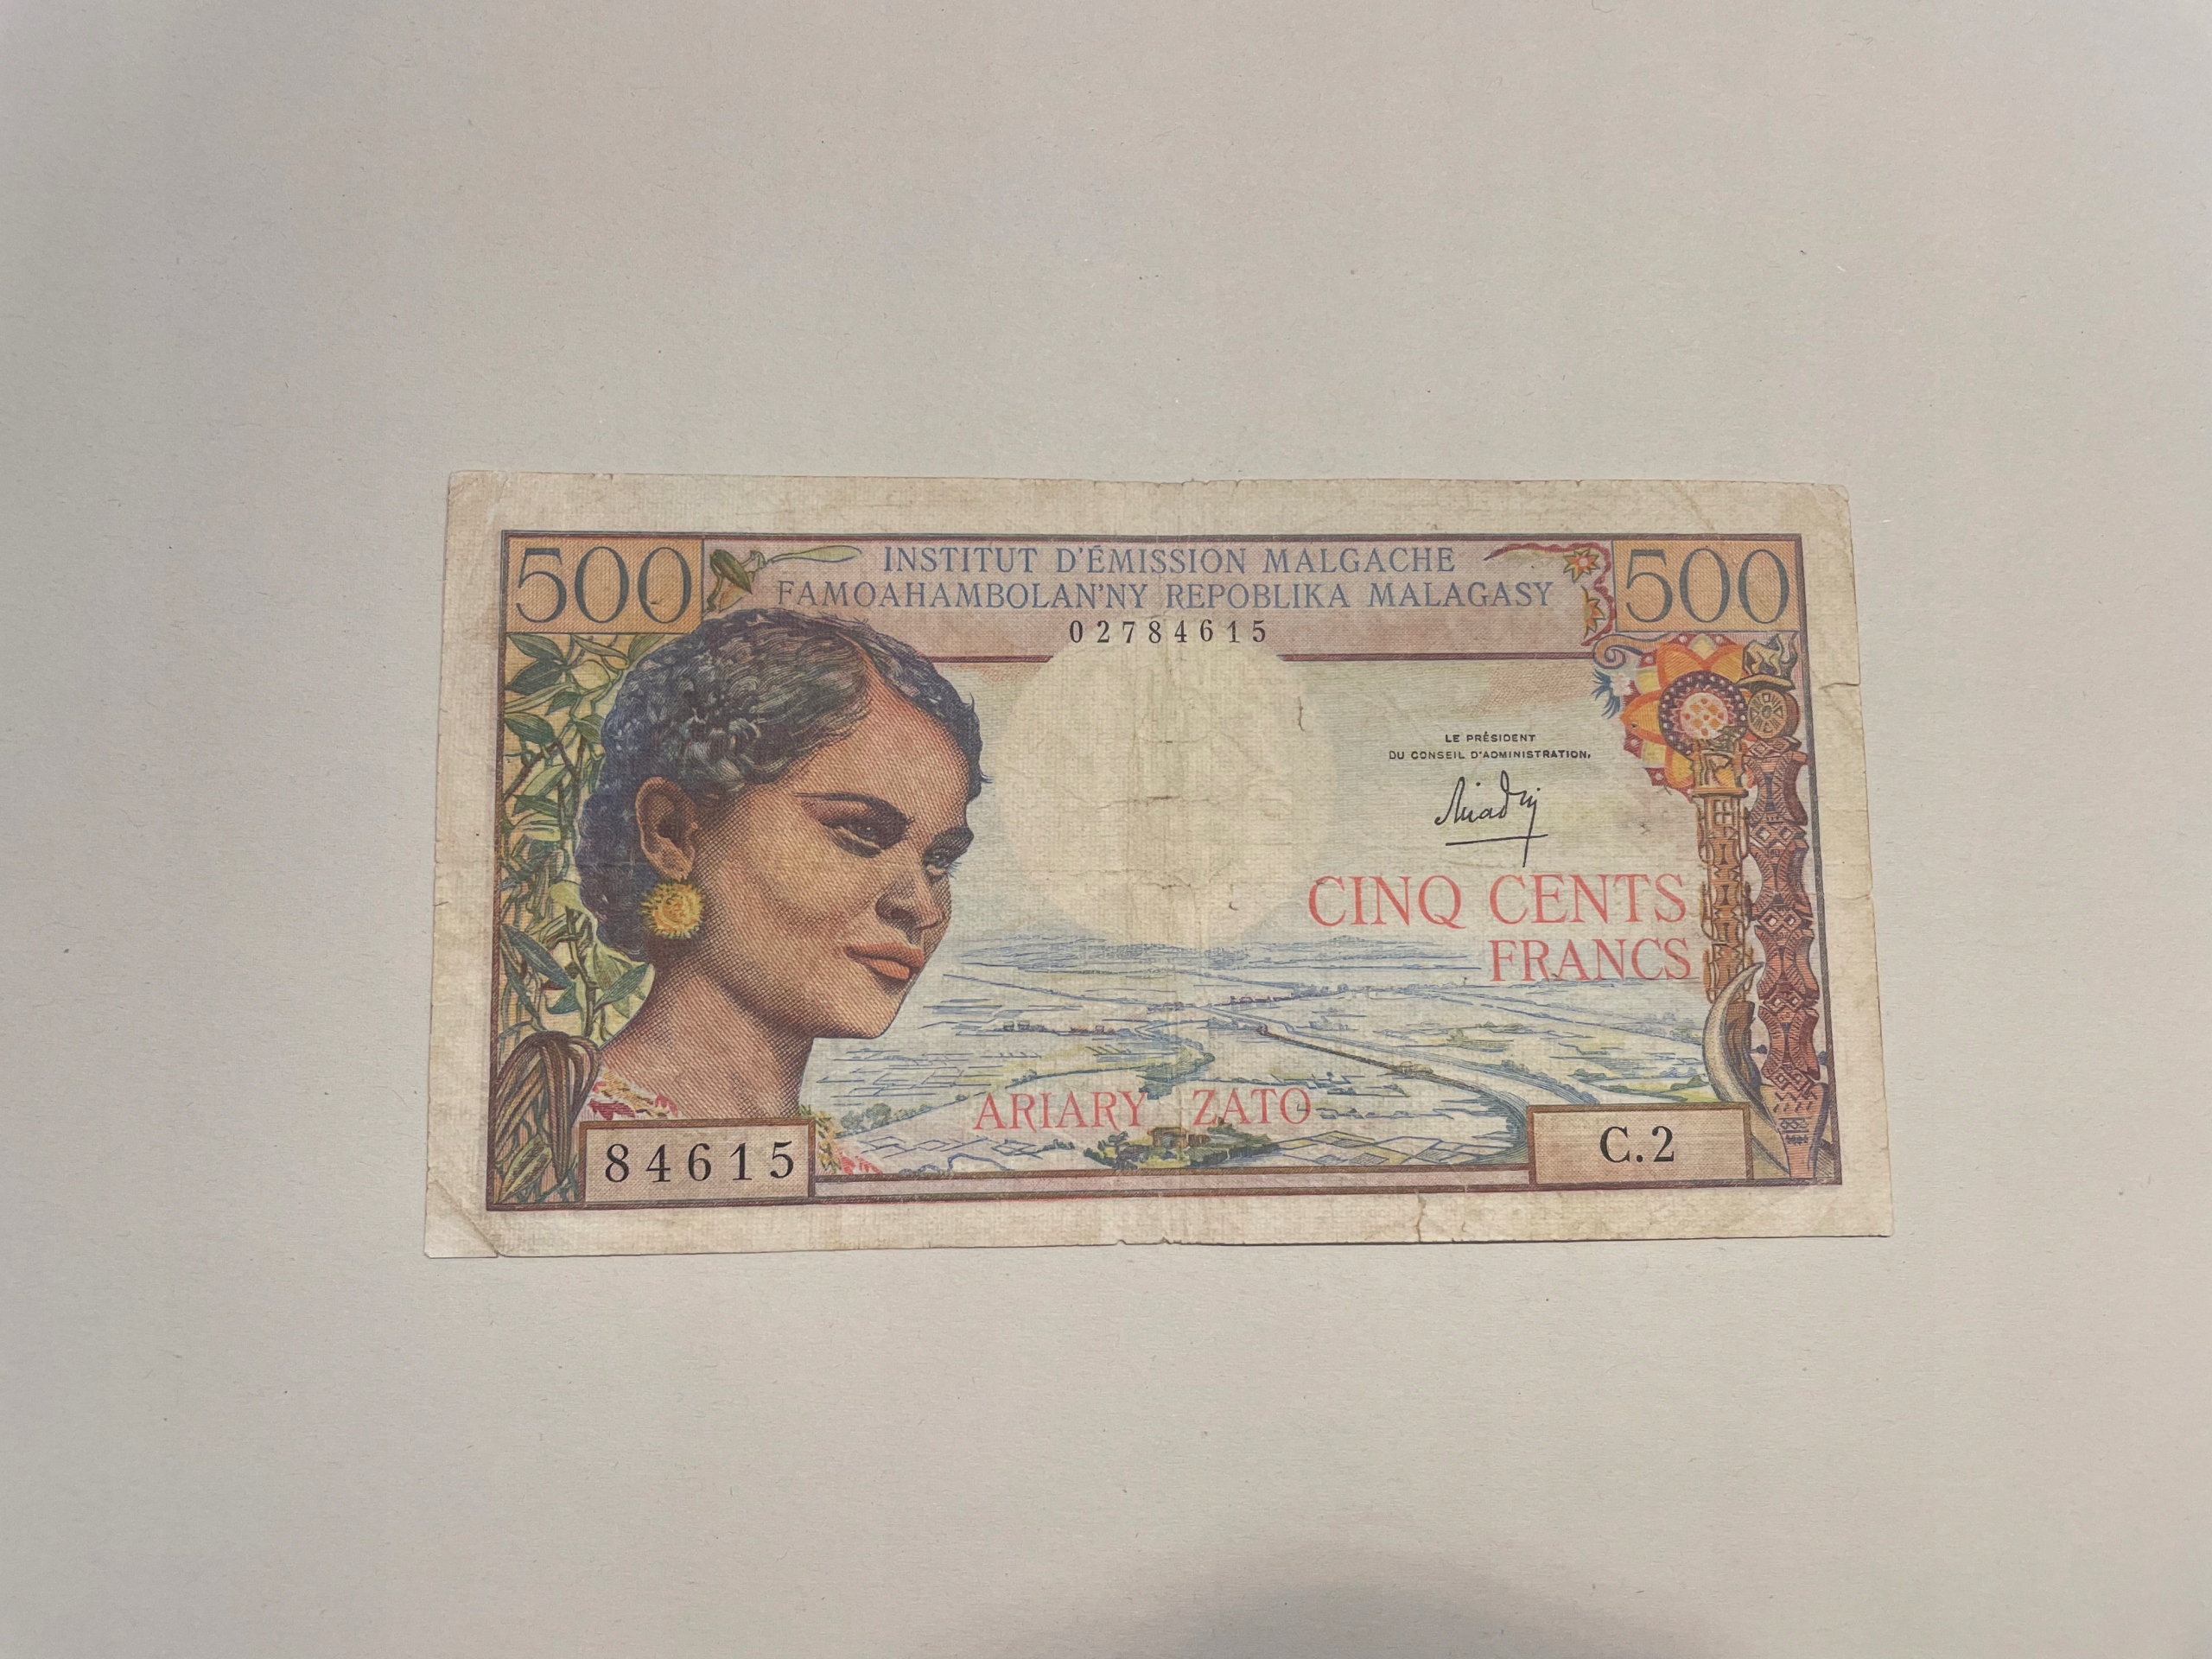 500
INSTITUT D'ÉMISSION MALGACHE
500
FAMOAHAMBOLAN'NY REPOBLIKA MALAGASY
02784615
LE PRÉSIDENT
DU CONSEIL D'ADMINISTRATION,
CINQ CENTS
FRANCS
ARIARY ZATO
84615
C.2